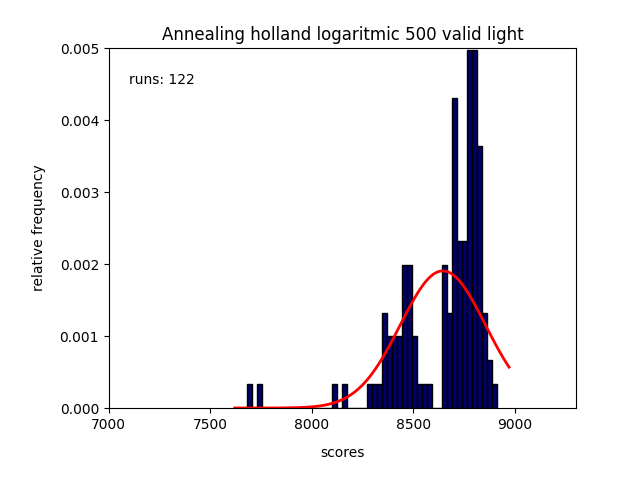 Annealing holland logaritmic 500 valid light
runs: 122
0.005
0.004
0.003
0.002
0.001
0.000
relative frequency
7000 7500 8000 8500 9000
scores